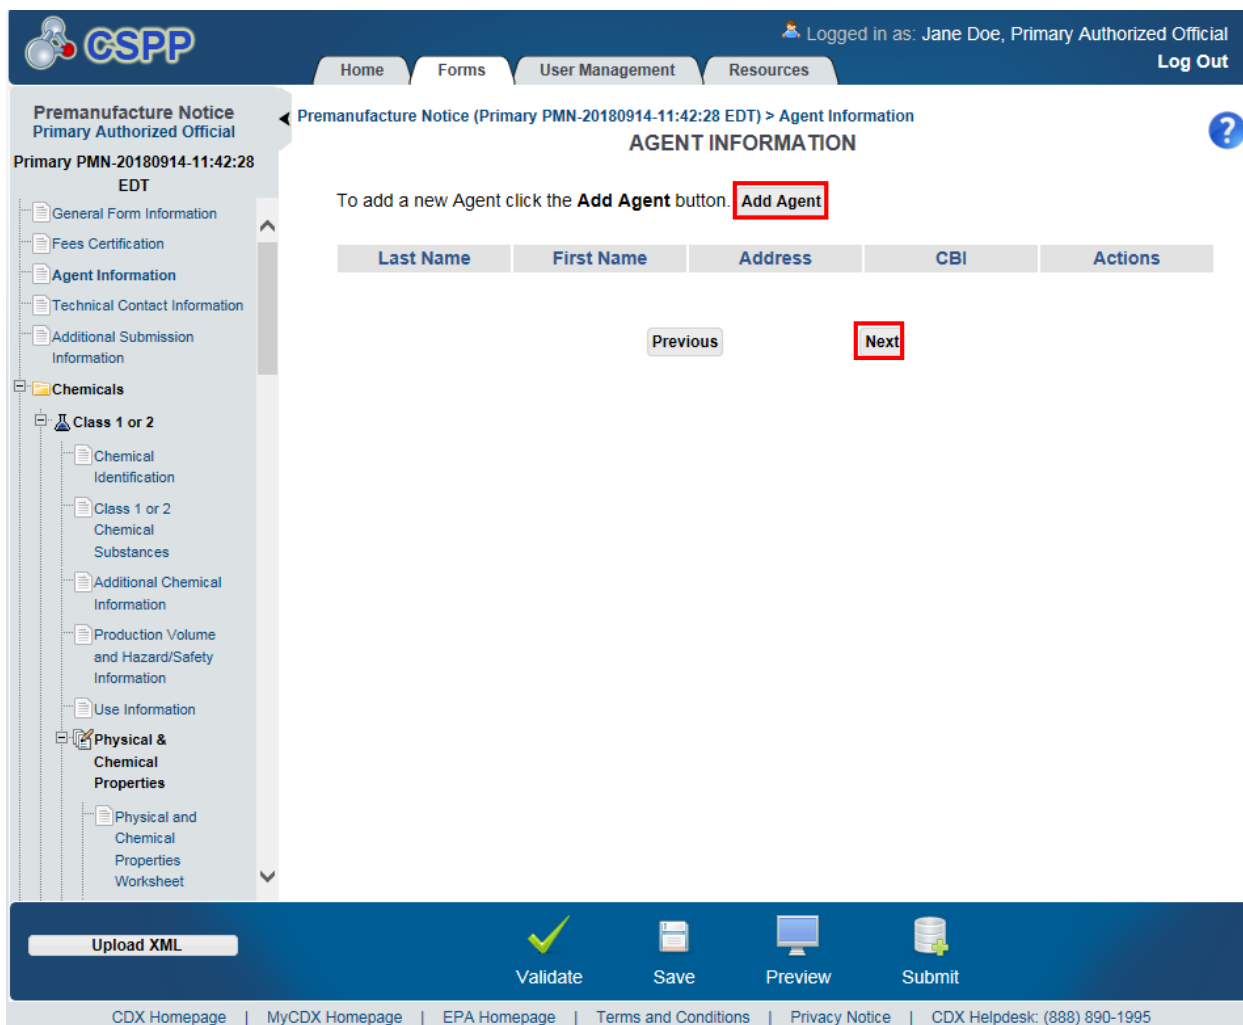 CSPP
Logged in as: Jane Doe, Primary Authorized Official
Log Out
Home
Forms
User Management
Resources
Premanufacture Notice
Primary Authorized Official
Primary PMN-20180914-11:42:28
EDT
General Form Information
Fees Certification
Agent Information
Technical Contact Information
Additional Submission
Information
Chemicals
Class 1 or 2
Chemical
Identification
Class 1 or 2
Chemical
Substances
Additional Chemical
Information
Production Volume
and Hazard/Safety
Information
Use Information
Physical &
Chemical
Properties
Physical and
Chemical
Properties
Worksheet
Premanufacture Notice (Primary PMN-20180914-11:42:28 EDT) > Agent Information
?
AGENT INFORMATION
To add a new Agent click the Add Agent button. Add Agent
Last Name First Name Address CBI Actions
Previous Next
Upload XML
Validate Save Preview Submit
CDX Homepage | MyCDX Homepage | EPA Homepage | Terms and Conditions | Privacy Notice | CDX Helpdesk: (888) 890-1995